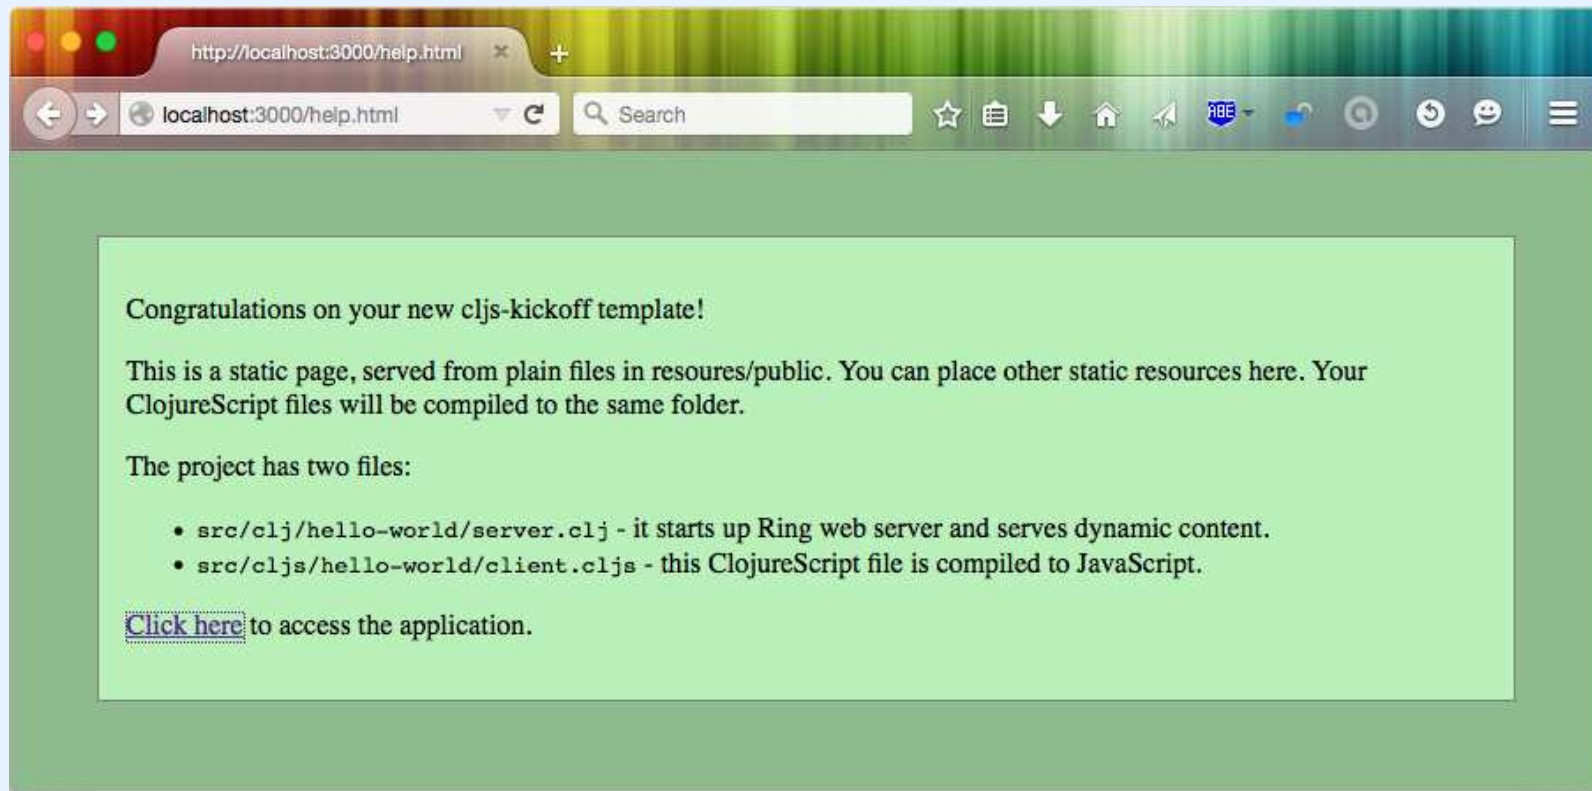 http://localhost:3000/help.html
localhost:3000/help.html
Search
ABE
Congratulations on your new cljs-kickoff template!
This is a static page, served from plain files in resoures/public. You can place other static resources here. Your
ClojureScript files will be compiled to the same folder.
The project has two files:
• src/clj/hello-world/server.clj - it starts up Ring web server and serves dynamic content.
• src/cljs/hello-world/client.cljs - this ClojureScript file is compiled to JavaScript.
Click here to access the application.